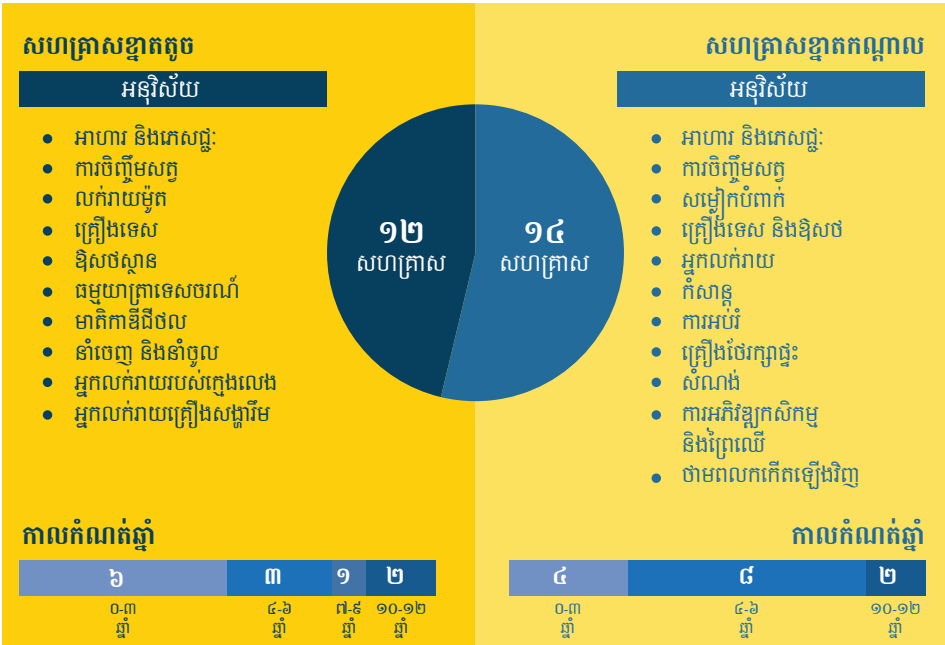 សហគ្រាសខ្នាតតូច
អនុវិស័យ
អាហារ និងភេសជ្ជៈ
ការចិញ្ចឹមសត្វ
លក់រាយម៉ូត
គ្រឿងទេស
ឱសថស្ថាន
ធម្មយាត្រាទេសចរណ៍
មាតិកាឌីជីថល
នាំចេញ និងនាំចូល
អ្នកលក់រាយរបស់ក្មេងលេង
អ្នកលក់រាយគ្រឿងសង្ហារឹម
១២
សហគ្រាស
១៤
សហគ្រាស
សហគ្រាសខ្នាតកណ្តាល
អនុវិស័យ
អាហារ និងភេសជ្ជៈ
ការចិញ្ចឹមសត្វ
សម្លៀកបំពាក់
គ្រឿងទេស និងឱសថ
អ្នកលក់រាយ
កំសាន្ត
ការអប់រំ
គ្រឿងថែរក្សាផ្ទះ
សំណង់
ការអភិវឌ្ឍកសិកម្ម
និងព្រៃឈើ
ថាមពលកកើតឡើងវិញ
កាលកំណត់ឆ្នាំ
៦
៣
១
២
0-៣
៤-៦
៧-៩
១០-១២
ឆ្នាំ
ឆ្នាំ
ឆ្នាំ
ឆ្នាំ
កាលកំណត់ឆ្នាំ
៤
៨
២
0-៣
៤-៦
១០-១២
ឆ្នាំ
ឆ្នាំ
ឆ្នាំ